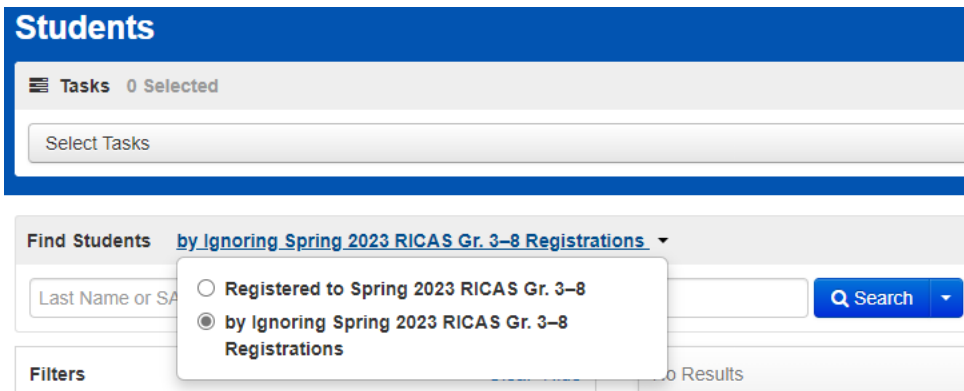 Students
Tasks 0 Selected
Select Tasks
Find Students by Ignoring Spring 2023 RICAS Gr. 3–8 Registrations
Registered to Spring 2023 RICAS Gr. 3–8
by Ignoring Spring 2023 RICAS Gr. 3–8
Registrations
Last Name or SA
Search
Filters
No Results